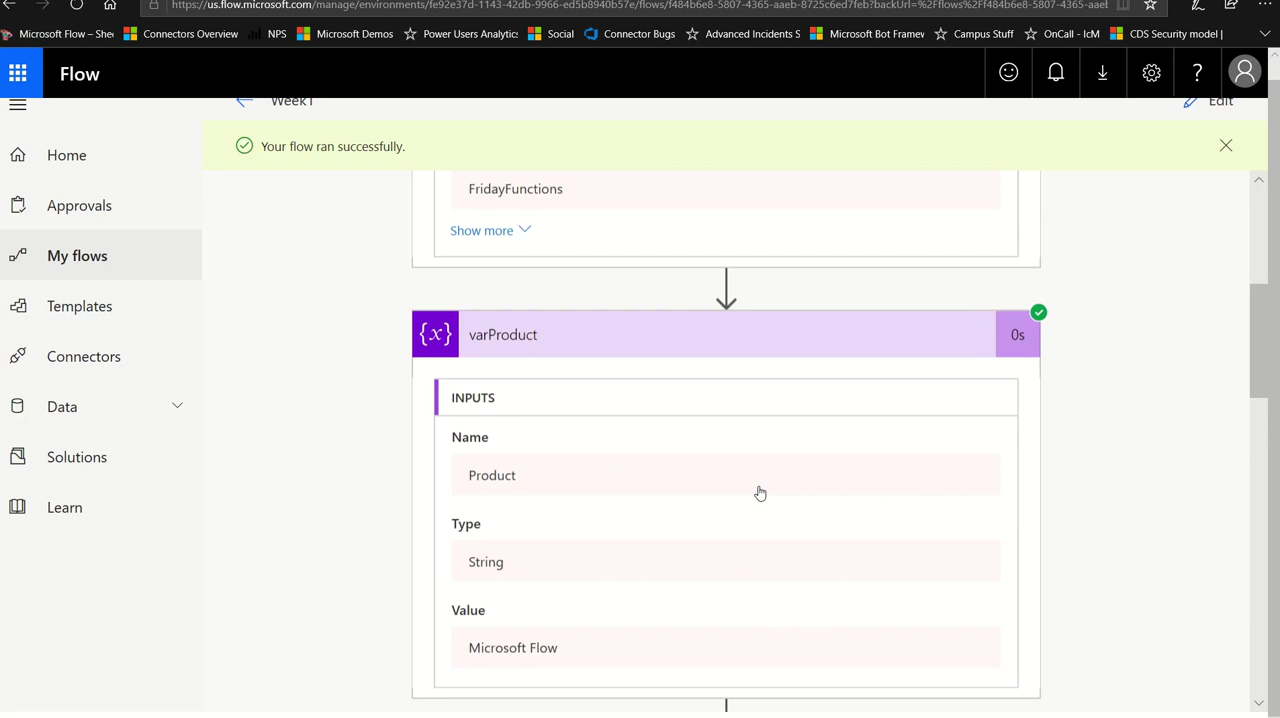 https://us.flow.microsoft.com/manage/environments/fe92e37d-1143-42db-9966-ed5b8940b57e/flows/f484b6e8-5807-4365-aaeb-8725c6ed7feb?backUrl=%2Fflows%2Ff484b6e8-5807-4365-aaeb
Microsoft Flow – She
Connectors Overview
NPS
Microsoft Demos
Power Users Analytics
Social
Connector Bugs
Advanced Incidents S
Microsoft Bot Framew
Campus Stuff
OnCall - IcM
CDS Security model |
Flow
?
Week1
Edit
Your flow ran successfully.
Home
Approvals
My flows
Templates
Connectors
Data
Solutions
Learn
FridayFunctions
Show more
{x}
varProduct
0s
INPUTS
Name
Product
Type
String
Value
Microsoft Flow